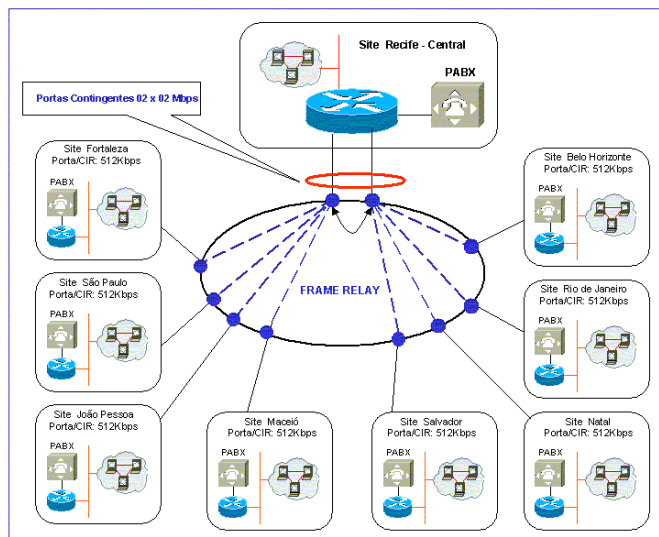 Site Recife - Central
PABX
Portas Contingentes 02 x 02 Mbps
Site Fortaleza
Porta/CIR: 512Kbps
PABX
Site Belo Horizonte
Porta/CIR: 512Kbps
PABX
FRAME RELAY
Site São Paulo
Porta/CIR: 512Kbps
PABX
Site Rio de Janeiro
Porta/CIR: 512Kbps
PABX
Site João Pessoa
Porta/CIR: 512Kbps
PABX
Site Maceió
Porta/CIR: 512Kbps
PABX
Site Salvador
Porta/CIR: 512Kbps
PABX
Site Natal
Porta/CIR: 512Kbps
PABX